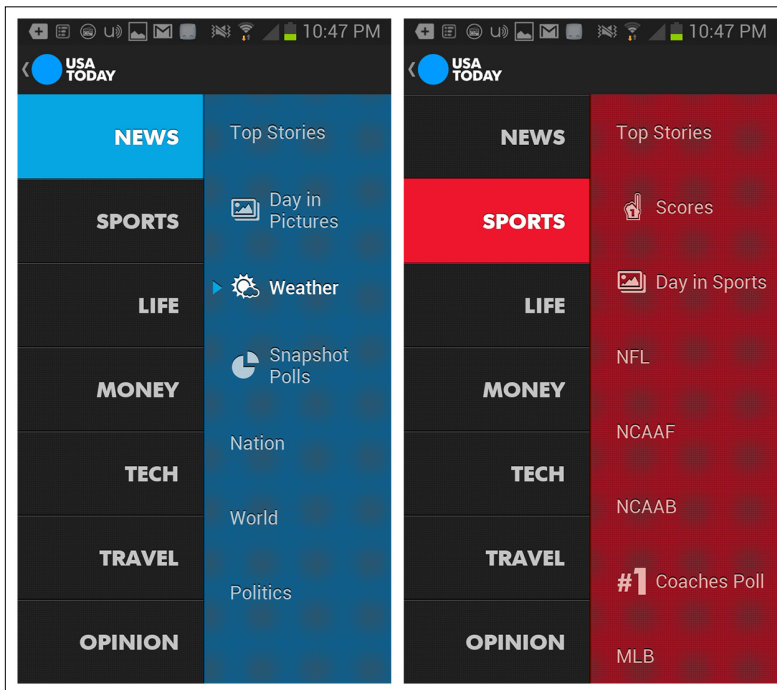 10:47 PM
USA
TODAY
NEWS
SPORTS
LIFE
MONEY
TECH
TRAVEL
OPINION
Top Stories
Day in
Pictures
Weather
Snapshot
Polls
Nation
World
Politics
10:47 PM
USA
TODAY
NEWS
SPORTS
LIFE
MONEY
TECH
TRAVEL
OPINION
Top Stories
Scores
Day in Sports
NFL
NCAAF
NCAAB
#1 Coaches Poll
MLB